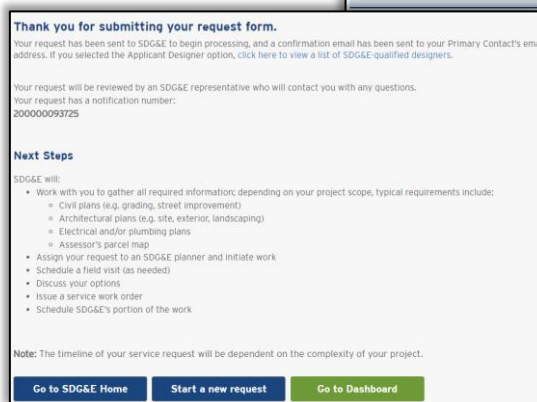 Thank you for submitting your request form.
Your request has been sent to SDG&E to begin processing, and a confirmation email has been sent to your Primary Contact's ema
address. If you selected the Applicant Designer option, click here to view a list of SDG&E-qualified designers.
Your request will be reviewed by an SDG&E representative who will contact you with any questions.
Your request has a notification number:
200000093725
Next Steps
SDG&E will:
• Work with you to gather all required information; depending on your project scope, typical requirements include:
◦ Civil plans (e.g. grading, street improvement)
◦ Architectural plans (e.g. site, exterior, landscaping)
◦ Electrical and/or plumbing plans
◦ Assessor's parcel map
• Assign your request to an SDG&E planner and initiate work
• Schedule a field visit (as needed)
• Discuss your options
• Issue a service work order
• Schedule SDG&E's portion of the work
Note: The timeline of your service request will be dependent on the complexity of your project.
Go to SDG&E Home Start a new request Go to Dashboard